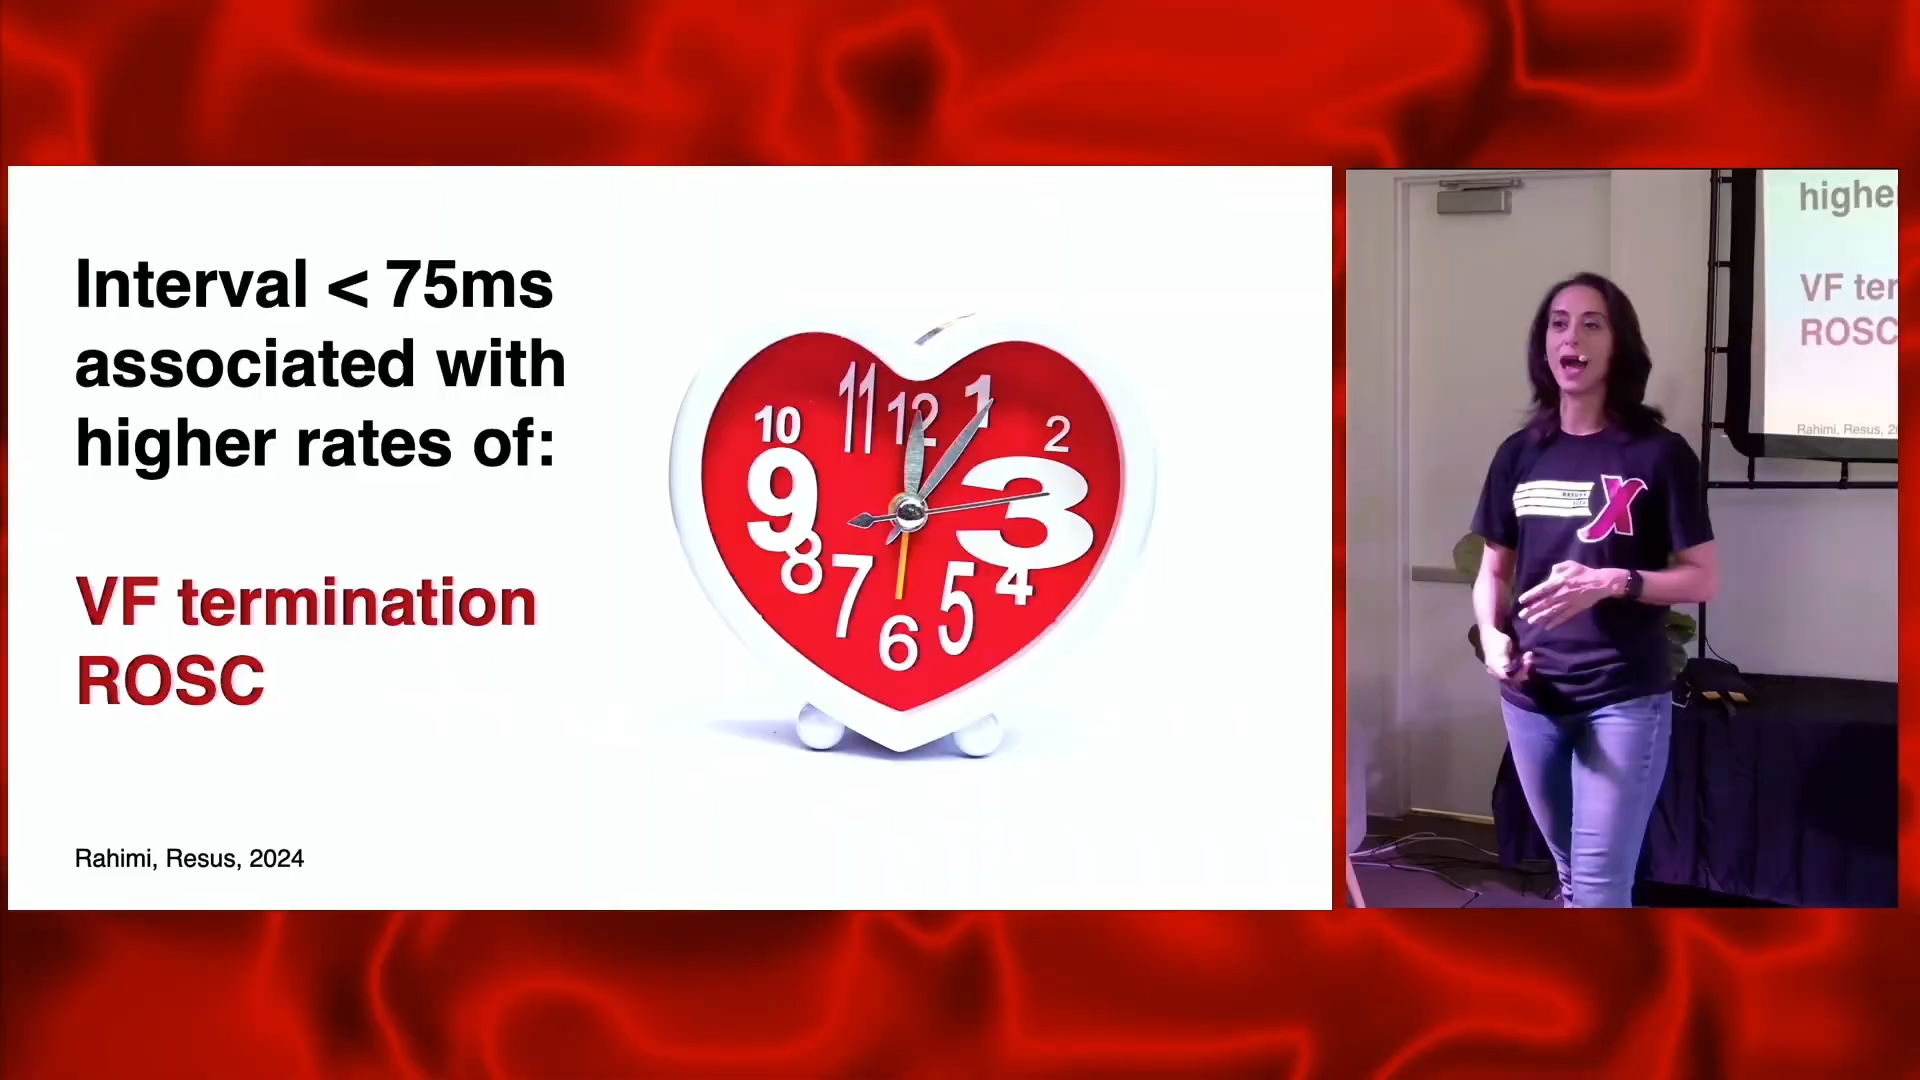 Interval < 75ms
associated with
higher rates of:
VF termination
ROSC
Rahimi, Resus, 2024
11 12 1
10 2
9 3
8 4
7 5
6
X
highe
VF ter
ROSC
Rahimi, Resus, 2